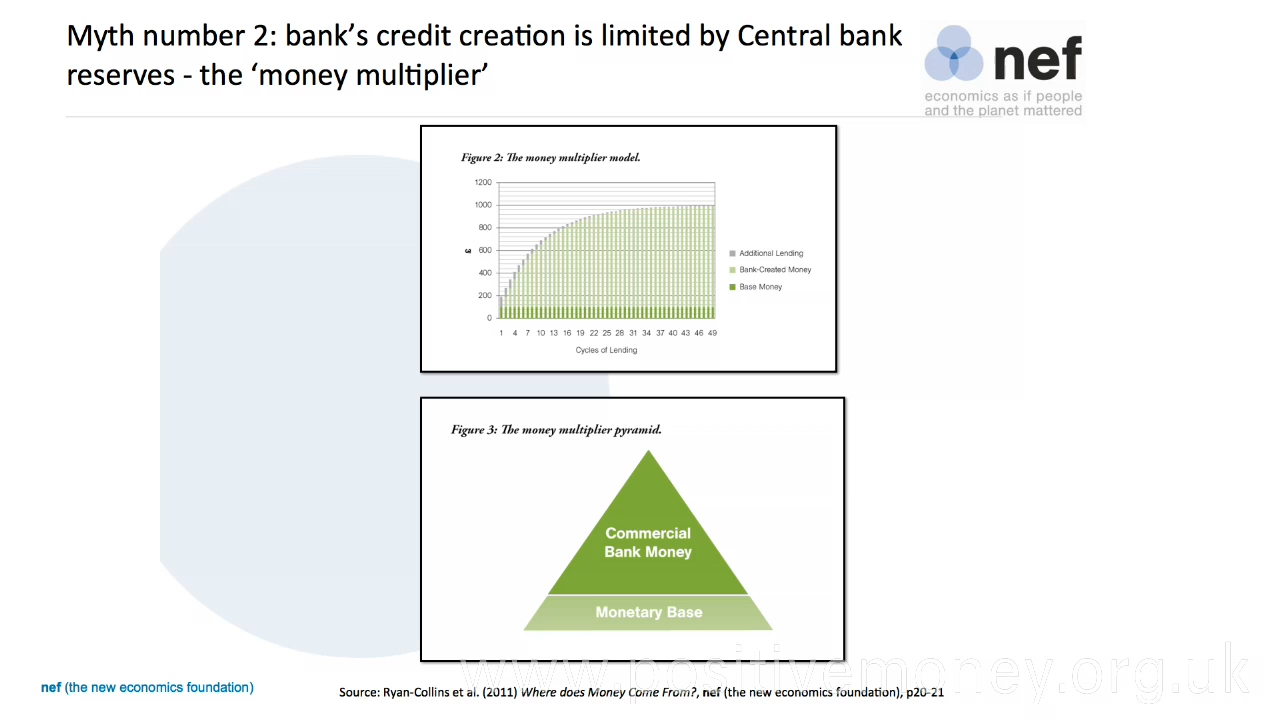 Myth number 2: bank's credit creation is limited by Central bank
reserves - the 'money multiplier'
nef
economics as if people
and the planet mattered
Figure 2: The money multiplier model.
1200
1000
800
600
400
200
0
£
1 4 7 10 13 16 19 22 25 28 31 34 37 40 43 46 49
Cycles of Lending
Additional Lending
Bank-Created Money
Base Money
Figure 3: The money multiplier pyramid.
Commercial
Bank Money
Monetary Base
www.positivemoney.org.uk
nef (the new economics foundation)
Source: Ryan-Collins et al. (2011) Where does Money Come From?, nef (the new economics foundation), p20-21